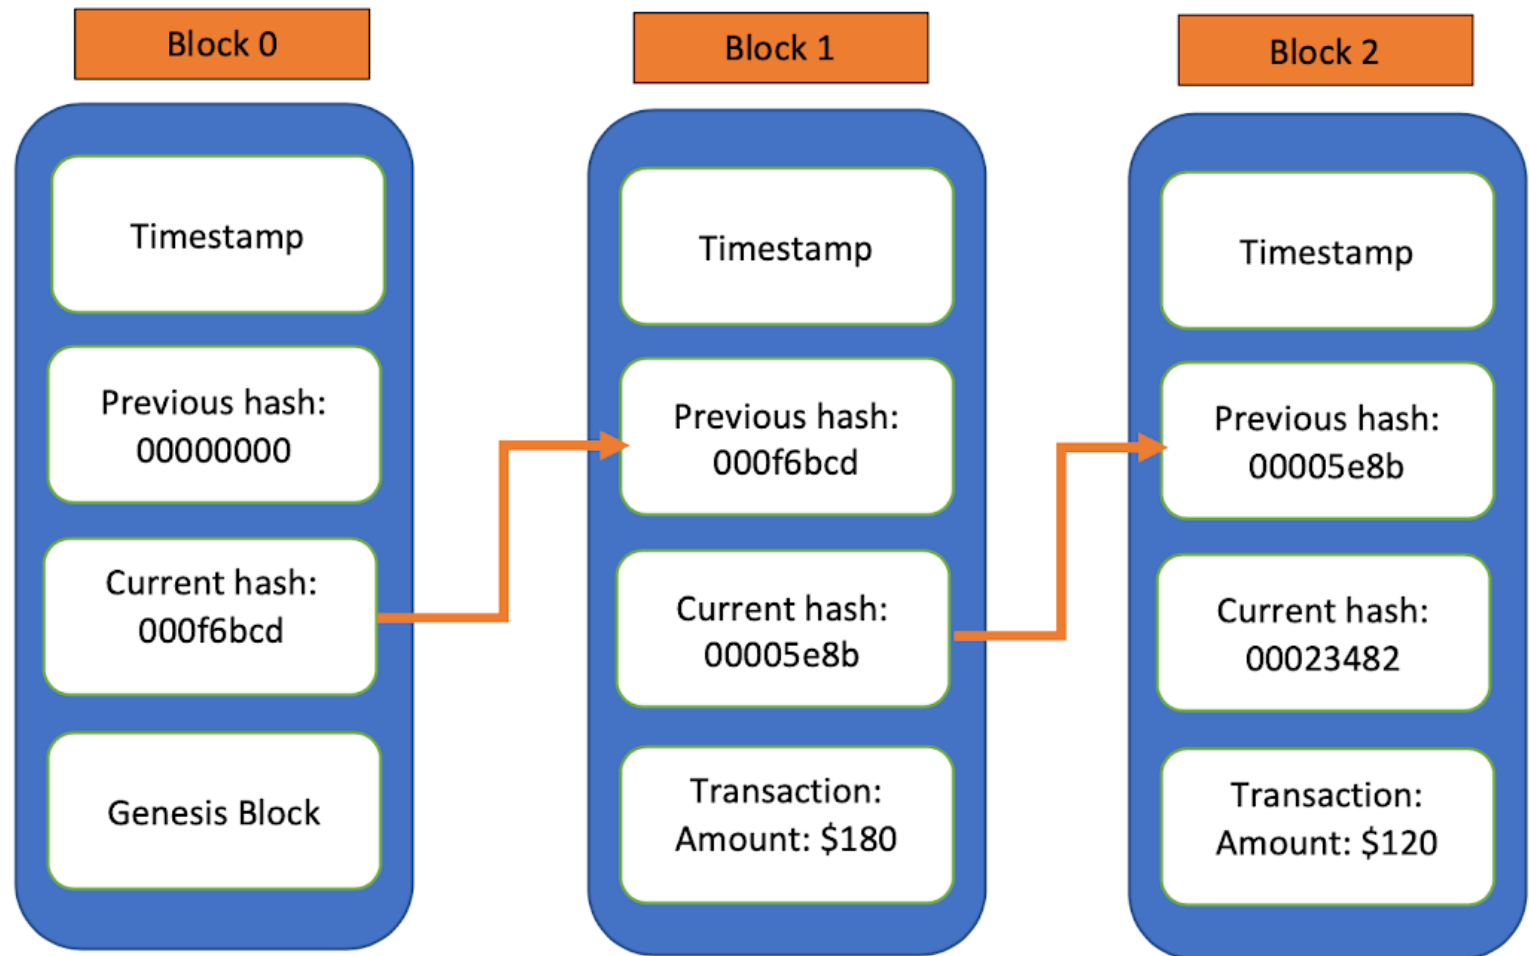 Block 0
Timestamp
Previous hash:
00000000
Current hash:
000f6bcd
Genesis Block
Block 1
Timestamp
Previous hash:
000f6bcd
Current hash:
00005e8b
Transaction:
Amount: $180
Block 2
Timestamp
Previous hash:
00005e8b
Current hash:
00023482
Transaction:
Amount: $120